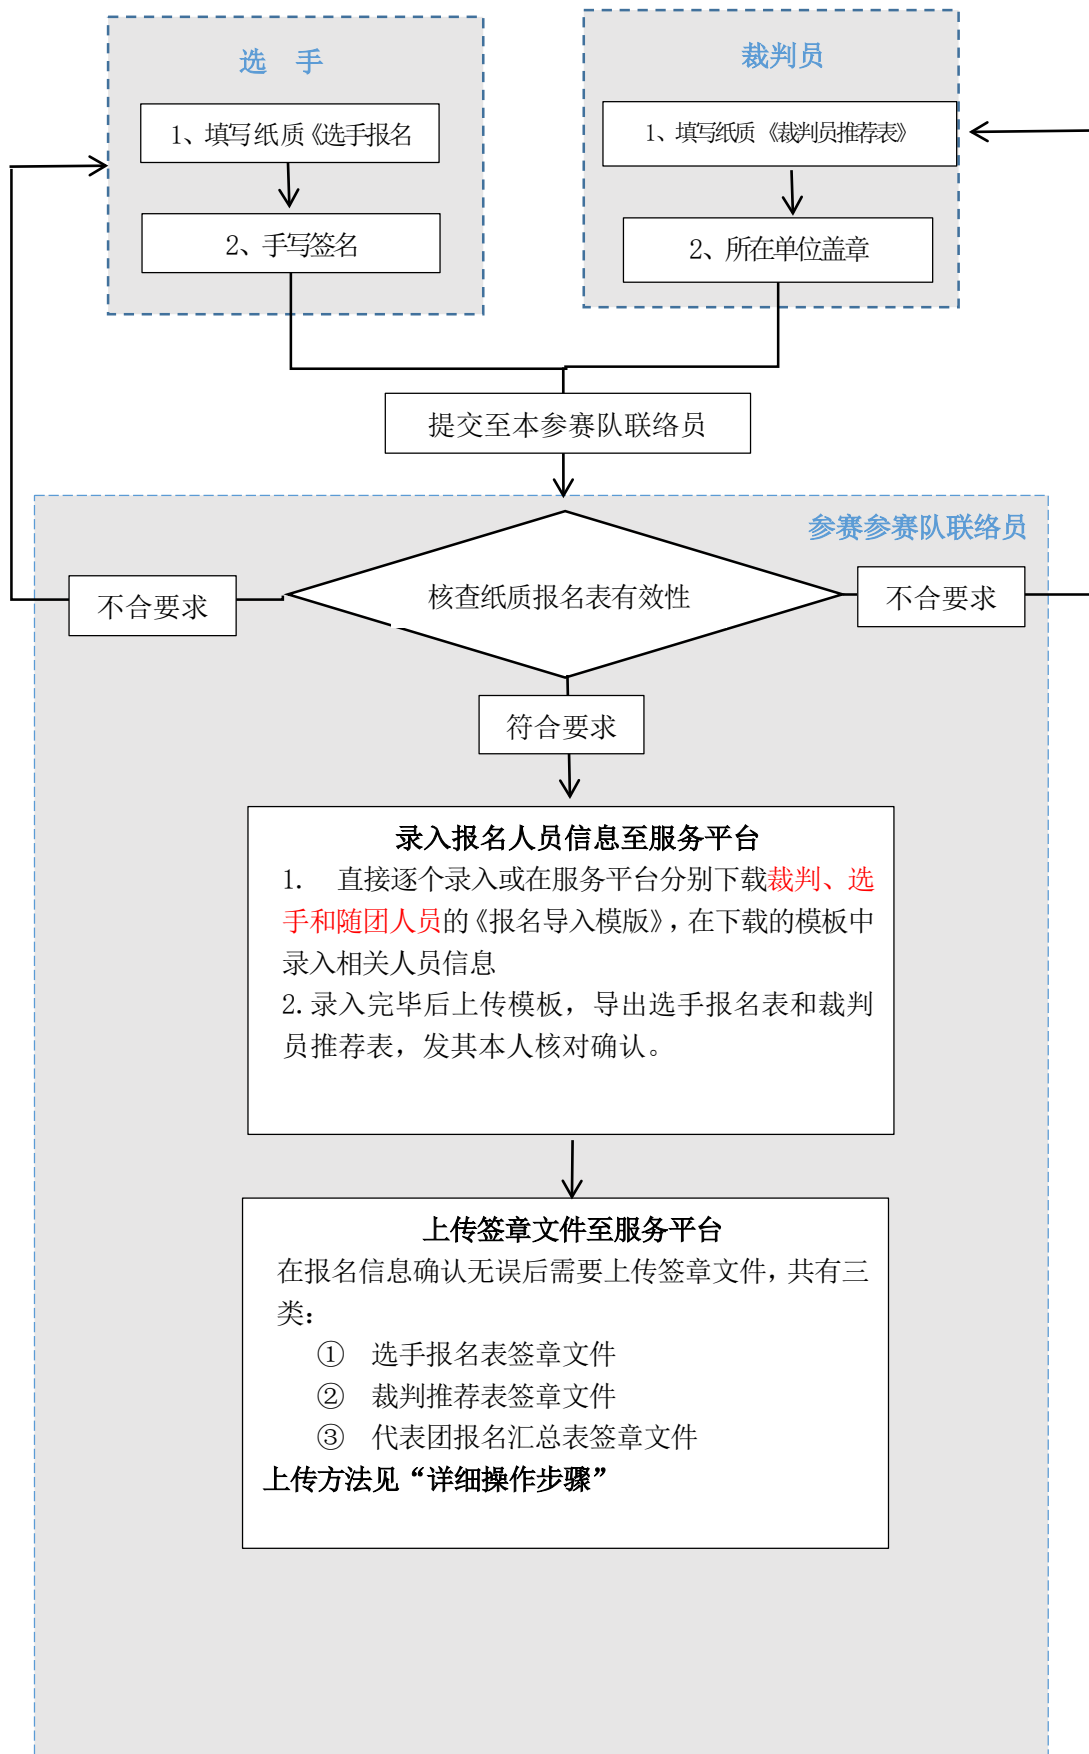 选 手
1、填写纸质《选手报名
2、手写签名
裁判员
1、填写纸质《裁判员推荐表》
2、所在单位盖章
提交至本参赛队联络员
参赛参赛队联络员
不合要求
核查纸质报名表有效性
不合要求
符合要求
录入报名人员信息至服务平台
1. 直接逐个录入或在服务平台分别下载裁判、选
手和随团人员的《报名导入模版》,在下载的模板中
录入相关人员信息
2.录入完毕后上传模板，导出选手报名表和裁判
员推荐表，发其本人核对确认。
上传签章文件至服务平台
在报名信息确认无误后需要上传签章文件,共有三
类：
① 选手报名表签章文件
② 裁判推荐表签章文件
③ 代表团报名汇总表签章文件
上传方法见“详细操作步骤”